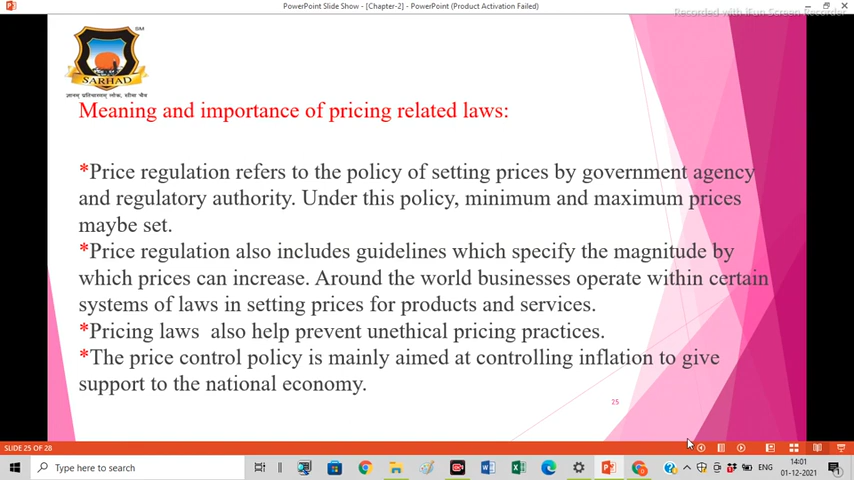 PowerPoint Slide Show - [Chapter-2] - PowerPoint (Product Activation Failed)
Recorded with iFun Screen Recorder
SM
SARHAD
Meaning and importance of pricing related laws:
*Price regulation refers to the policy of setting prices by government agency
and regulatory authority. Under this policy, minimum and maximum prices
maybe set.
*Price regulation also includes guidelines which specify the magnitude by
which prices can increase. Around the world businesses operate within certain
systems of laws in setting prices for products and services.
*Pricing laws also help prevent unethical pricing practices.
*The price control policy is mainly aimed at controlling inflation to give
support to the national economy.
25
SLIDE 25 OF 28
Type here to search
ENG
14:01
01-12-2021